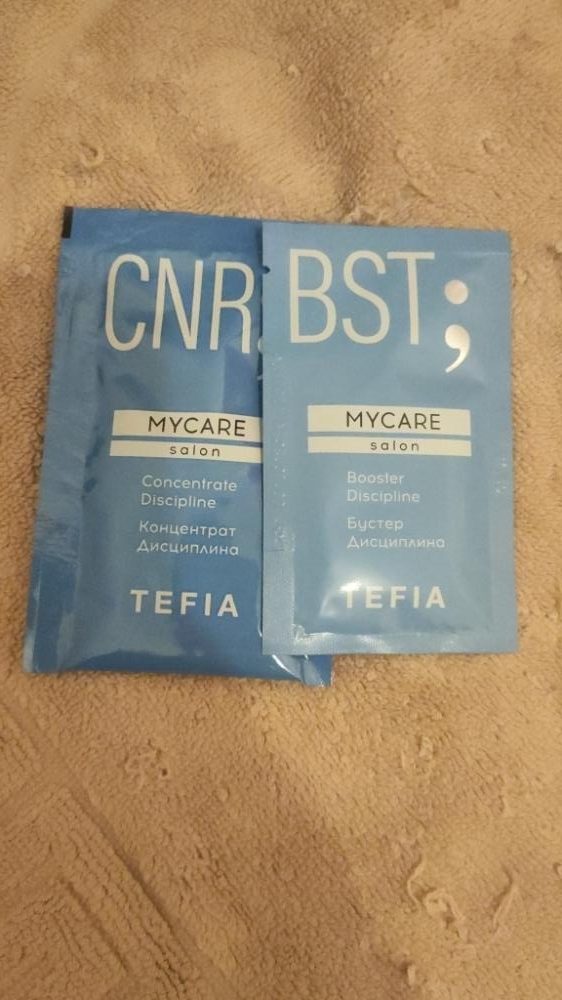 CNR
MYCARE
salon
Concentrate
Discipline
Концентрат
Дисциплина
TEFIA
BST;
MYCARE
salon
Booster
Discipline
Бустер
Дисциплина
TEFIA